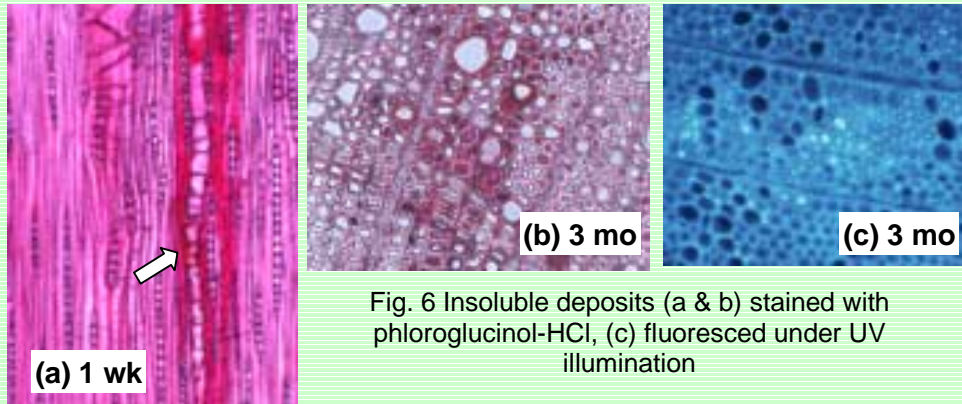 (a) 1 wk
(b) 3 mo
(c) 3 mo
Fig. 6 Insoluble deposits (a & b) stained with
phloroglucinol-HCl, (c) fluoresced under UV
illumination